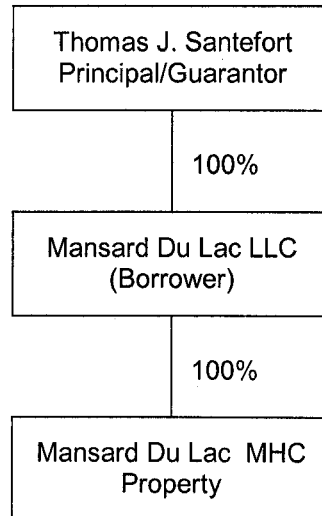 Thomas J. Santefort
Principal/Guarantor
100%
Mansard Du Lac LLC
(Borrower)
100%
Mansard Du Lac MHC
Property